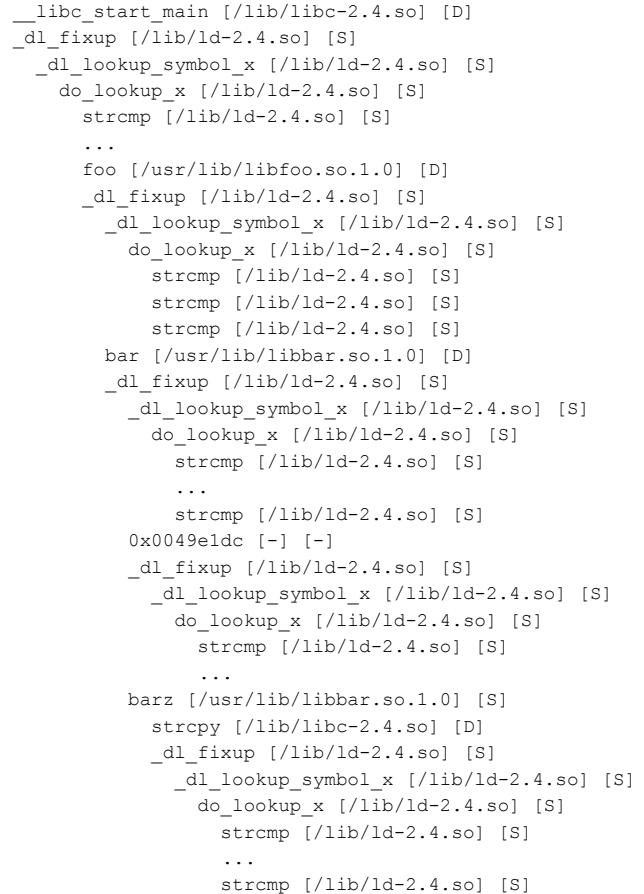 __libc_start_main [/lib/libc-2.4.so] [D]
_dl_fixup [/lib/ld-2.4.so] [S]
  _dl_lookup_symbol_x [/lib/ld-2.4.so] [S]
    do_lookup_x [/lib/ld-2.4.so] [S]
      strcmp [/lib/ld-2.4.so] [S]
      ...
      foo [/usr/lib/libfoo.so.1.0] [D]
      _dl_fixup [/lib/ld-2.4.so] [S]
        _dl_lookup_symbol_x [/lib/ld-2.4.so] [S]
          do_lookup_x [/lib/ld-2.4.so] [S]
            strcmp [/lib/ld-2.4.so] [S]
            strcmp [/lib/ld-2.4.so] [S]
            strcmp [/lib/ld-2.4.so] [S]
        bar [/usr/lib/libbar.so.1.0] [D]
        _dl_fixup [/lib/ld-2.4.so] [S]
          _dl_lookup_symbol_x [/lib/ld-2.4.so] [S]
            do_lookup_x [/lib/ld-2.4.so] [S]
              strcmp [/lib/ld-2.4.so] [S]
              ...
              strcmp [/lib/ld-2.4.so] [S]
          0x0049e1dc [-] [-]
          _dl_fixup [/lib/ld-2.4.so] [S]
            _dl_lookup_symbol_x [/lib/ld-2.4.so] [S]
              do_lookup_x [/lib/ld-2.4.so] [S]
                strcmp [/lib/ld-2.4.so] [S]
                ...
          barz [/usr/lib/libbar.so.1.0] [S]
            strcpy [/lib/libc-2.4.so] [D]
            _dl_fixup [/lib/ld-2.4.so] [S]
              _dl_lookup_symbol_x [/lib/ld-2.4.so] [S]
                do_lookup_x [/lib/ld-2.4.so] [S]
                  strcmp [/lib/ld-2.4.so] [S]
                  ...
                  strcmp [/lib/ld-2.4.so] [S]